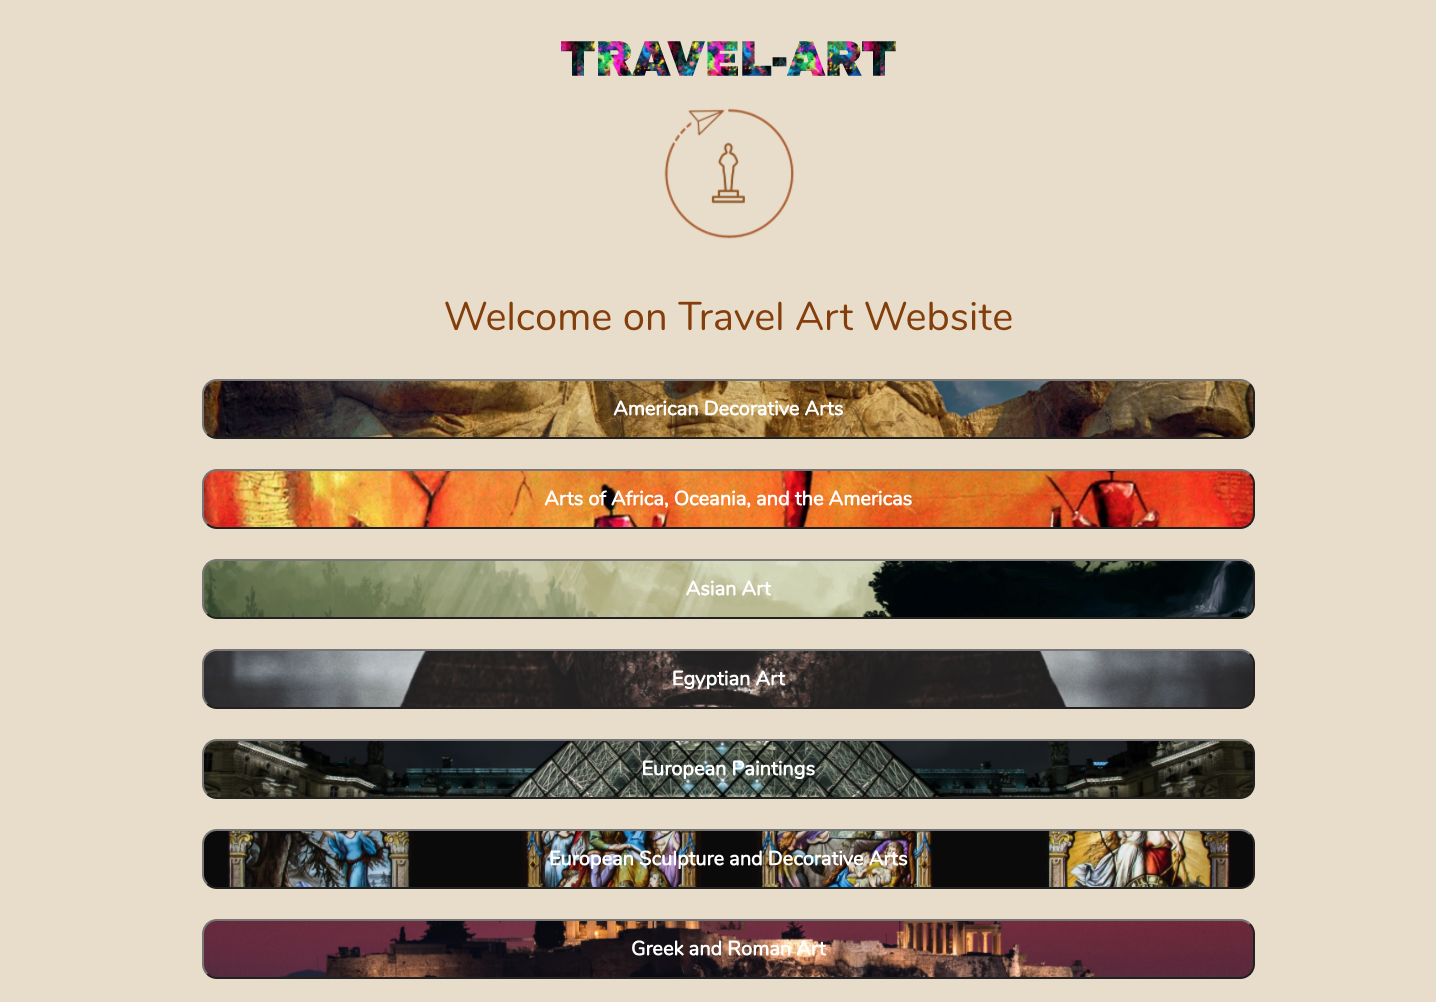 TRAVEL-ART
Welcome on Travel Art Website
American Decorative Arts
Arts of Africa, Oceania, and the Americas
Asian Art
Egyptian Art
European Paintings
European Sculpture and Decorative Arts
Greek and Roman Art